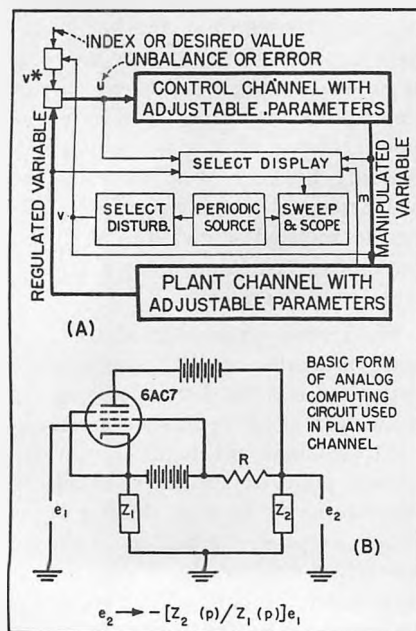 INDEX OR DESIRED VALUE
UNBALANCE OR ERROR
v*
u
CONTROL CHANNEL WITH
ADJUSTABLE .PARAMETERS
REGULATED VARIABLE
SELECT DISPLAY
MANIPULATED
VARIABLE
m
v
SELECT
DISTURB.
PERIODIC
SOURCE
SWEEP
& SCOPE
PLANT CHANNEL WITH
ADJUSTABLE PARAMETERS
(A)
6AC7
BASIC FORM
OF ANALOG
COMPUTING
CIRCUIT USED
IN PLANT
CHANNEL
R
e₁
Z₁
Z₂
e₂
(B)
e₂ → -[Z₂ (p)/Z₁(p)]e₁